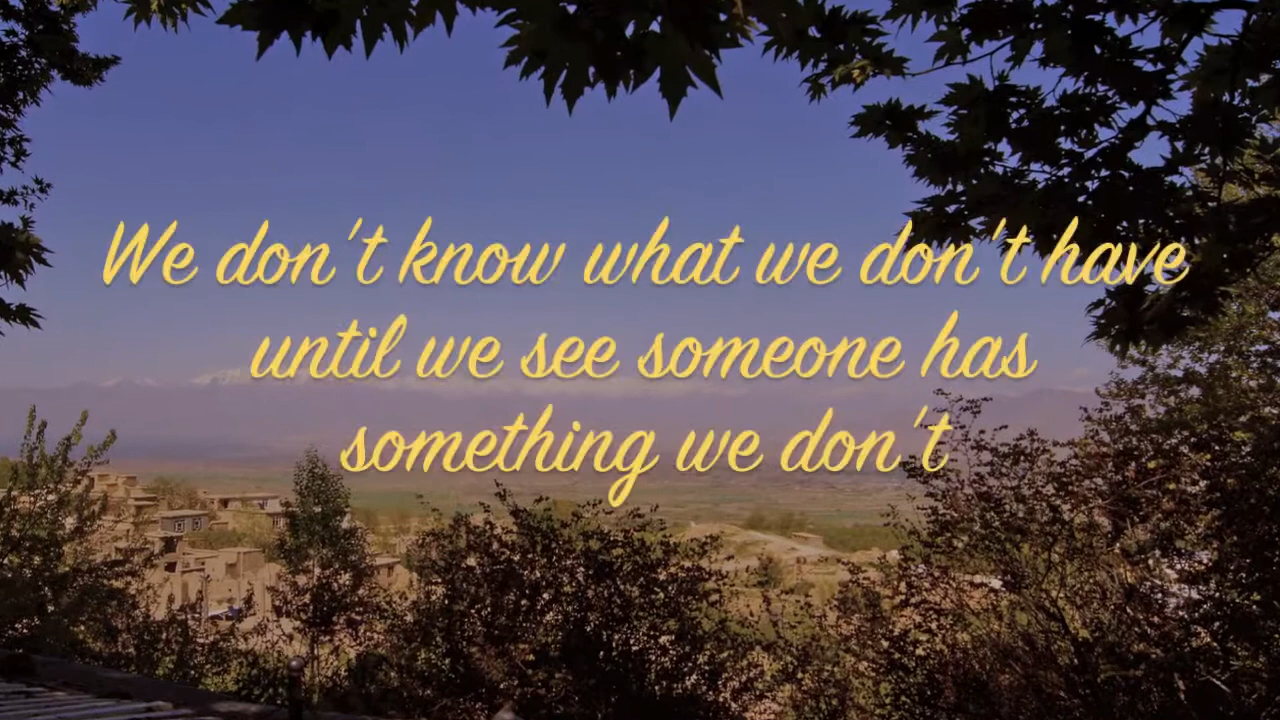 We don't know what we don't have
until we see someone has
something we don't